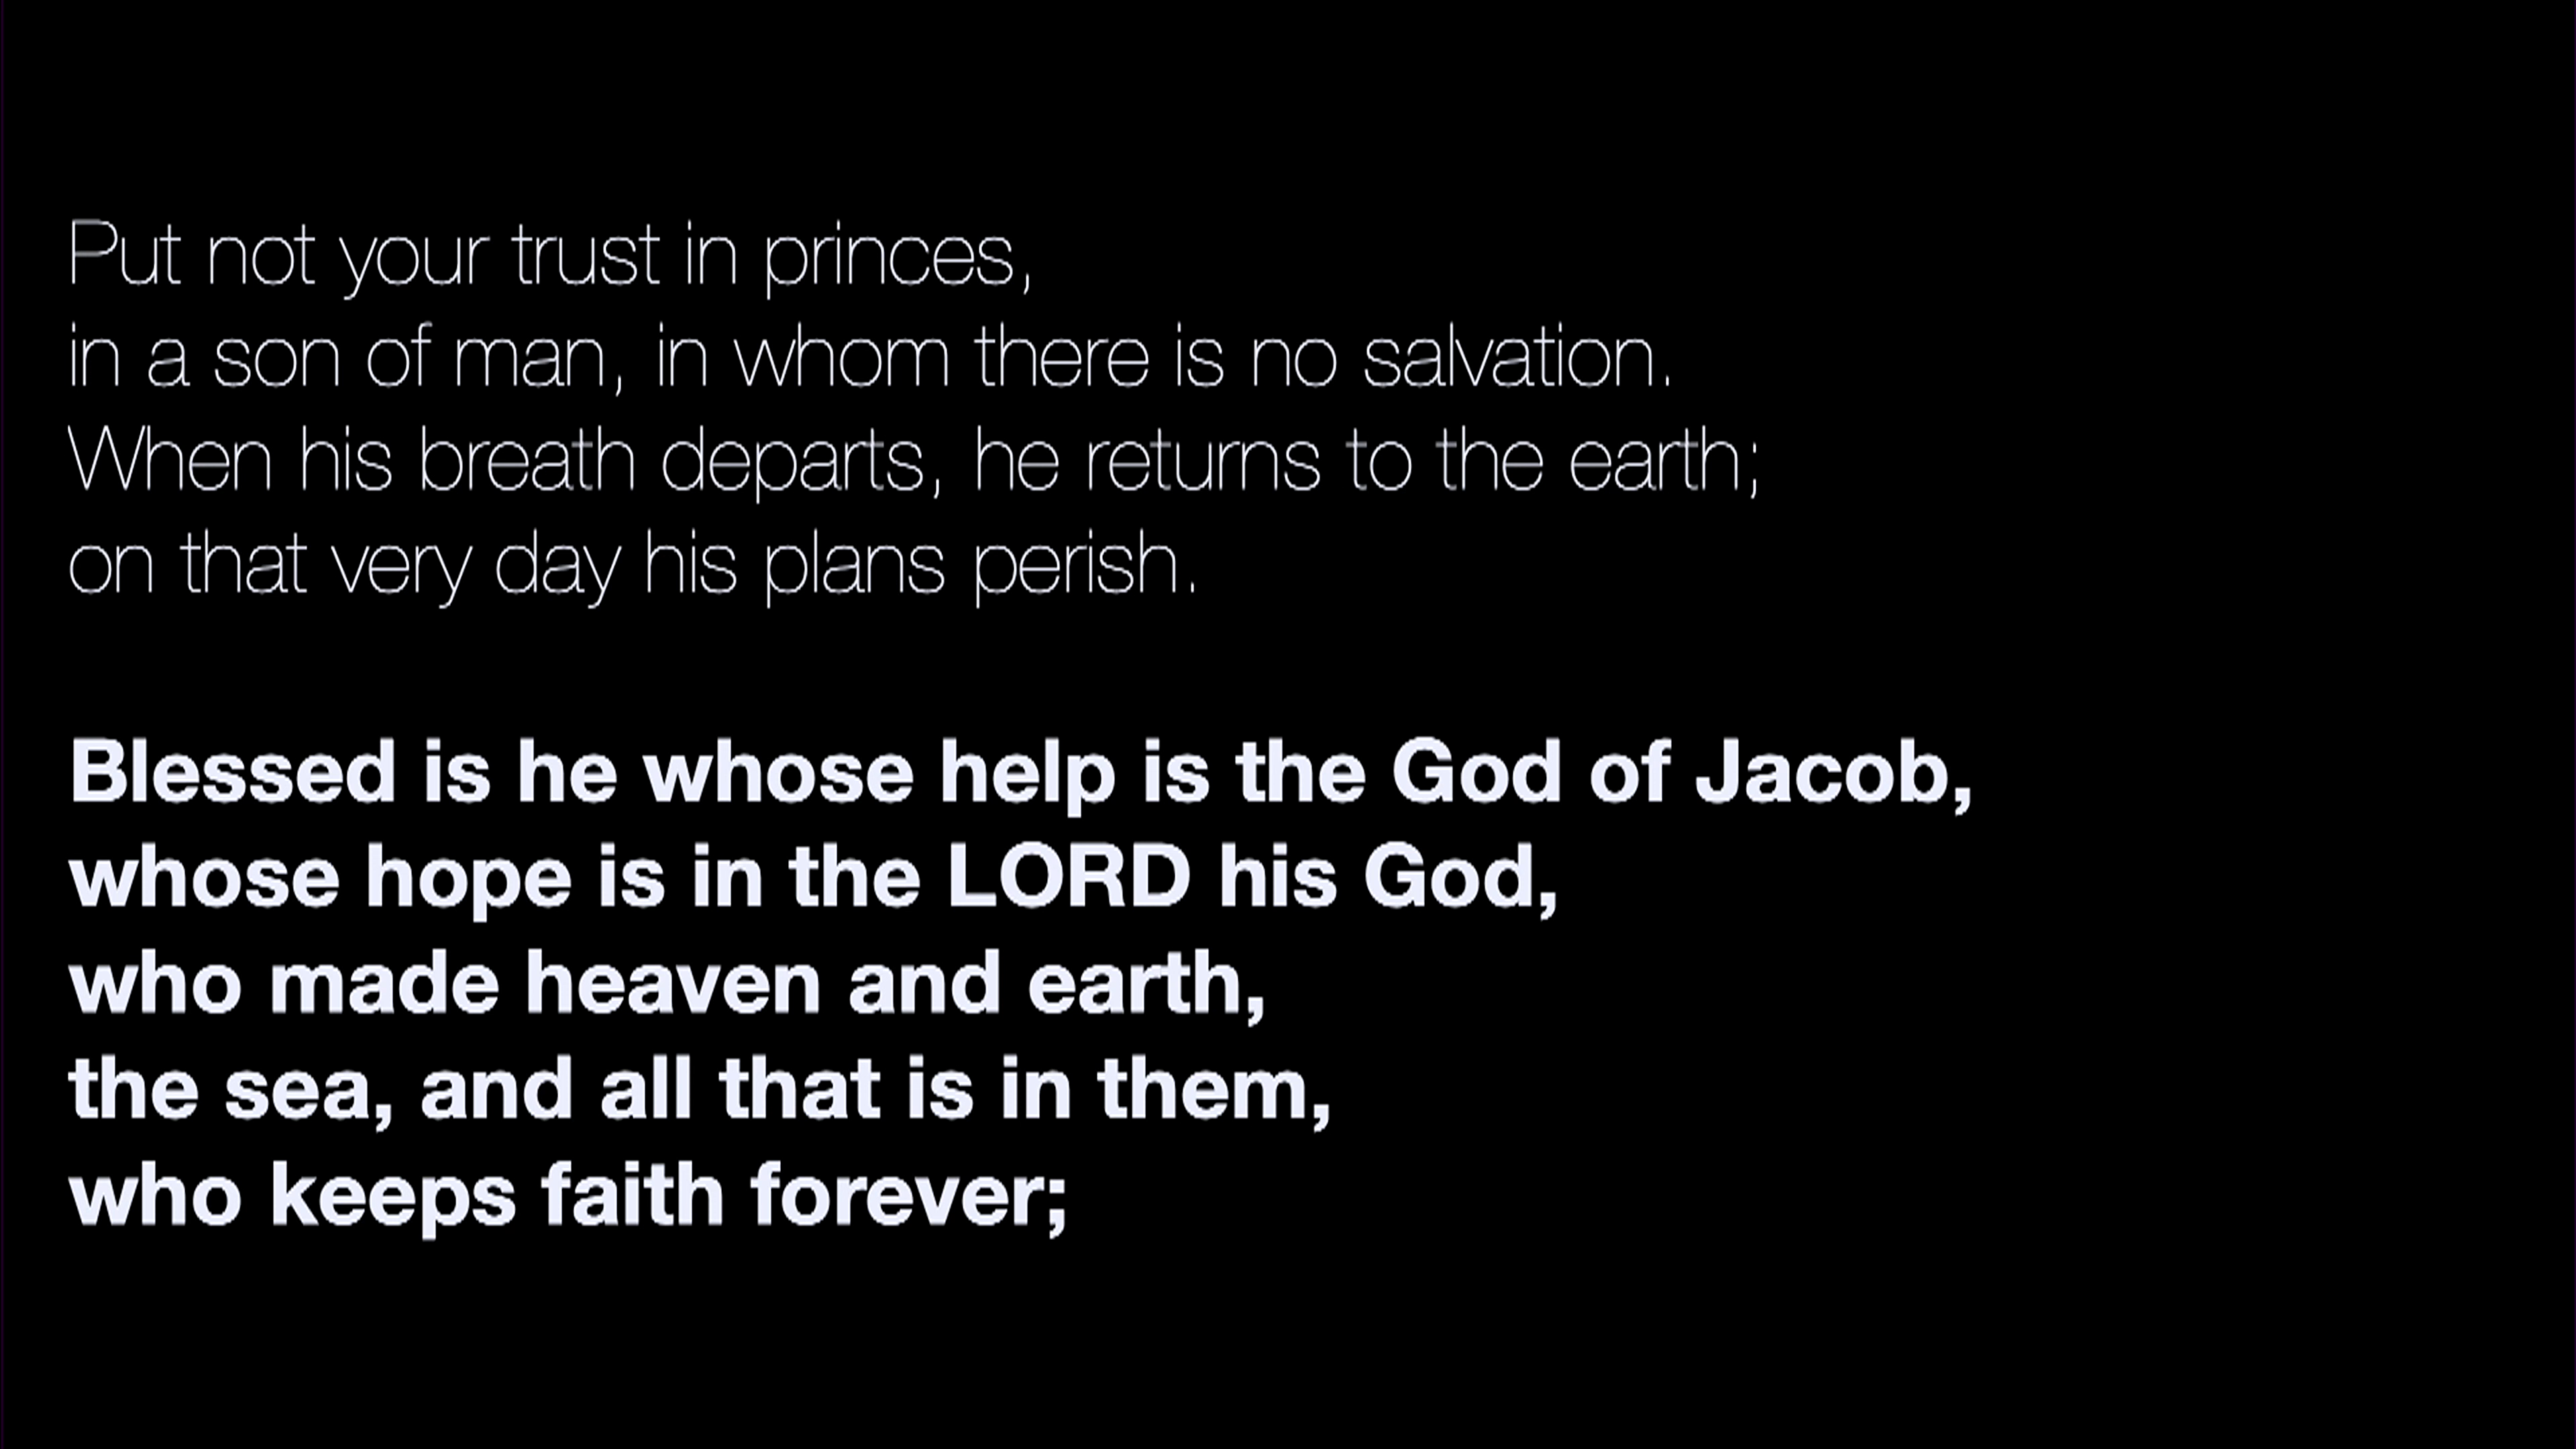 Put not your trust in princes,
in a son of man, in whom there is no salvation.
When his breath departs, he returns to the earth;
on that very day his plans perish.
Blessed is he whose help is the God of Jacob,
whose hope is in the LORD his God,
who made heaven and earth,
the sea, and all that is in them,
who keeps faith forever;